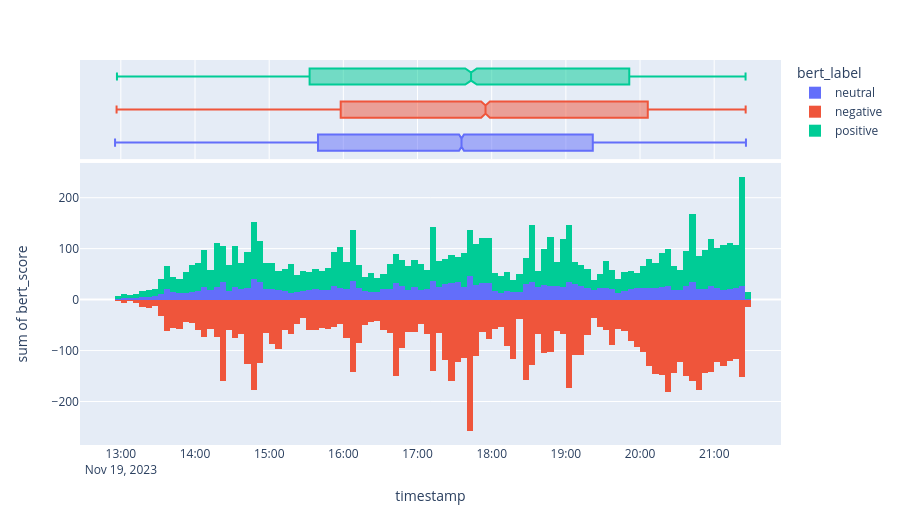 bert_label
neutral
negative
positive
sum of bert_score
200
100
0
−100
−200
13:00 14:00 15:00 16:00 17:00 18:00 19:00 20:00 21:00
Nov 19, 2023
timestamp